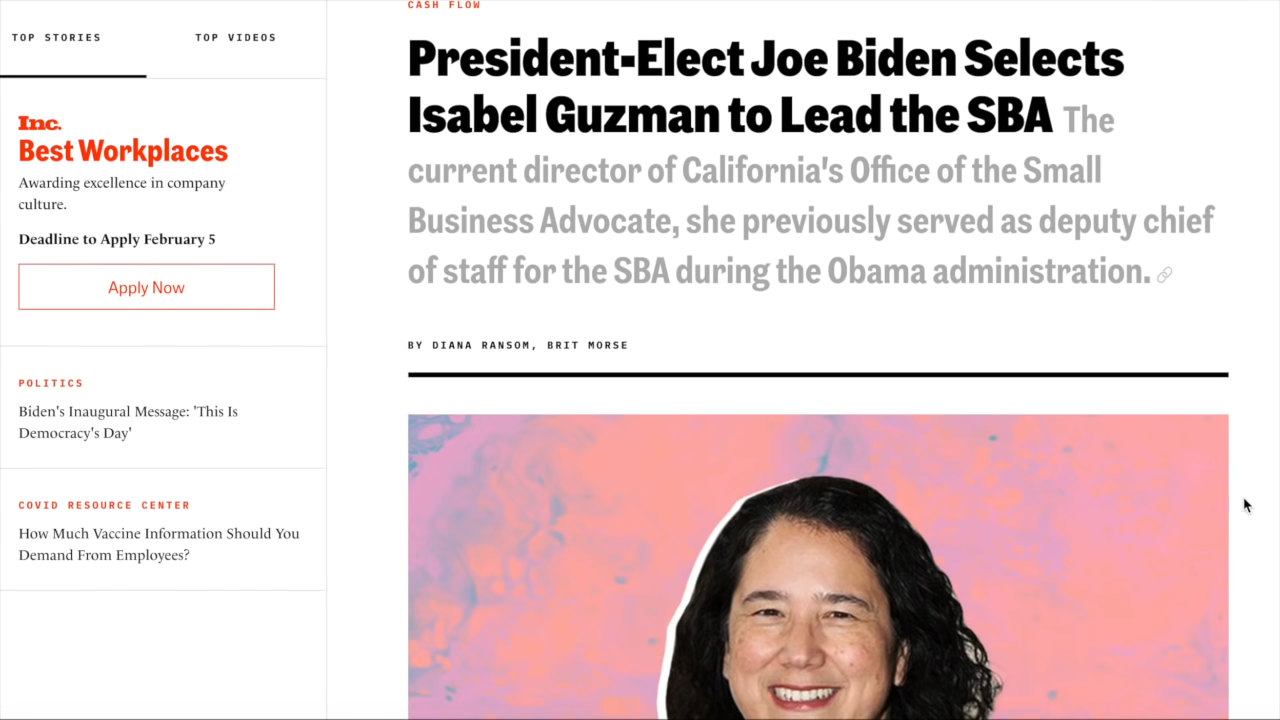 TOP STORIES
TOP VIDEOS
Inc.
Best Workplaces
Awarding excellence in company
culture.
Deadline to Apply February 5
Apply Now
POLITICS
Biden's Inaugural Message: 'This Is
Democracy's Day'
COVID RESOURCE CENTER
How Much Vaccine Information Should You
Demand From Employees?
CASH FLOW
President-Elect Joe Biden Selects
Isabel Guzman to Lead the SBA The
current director of California's Office of the Small
Business Advocate, she previously served as deputy chief
of staff for the SBA during the Obama administration.
BY DIANA RANSOM, BRIT MORSE